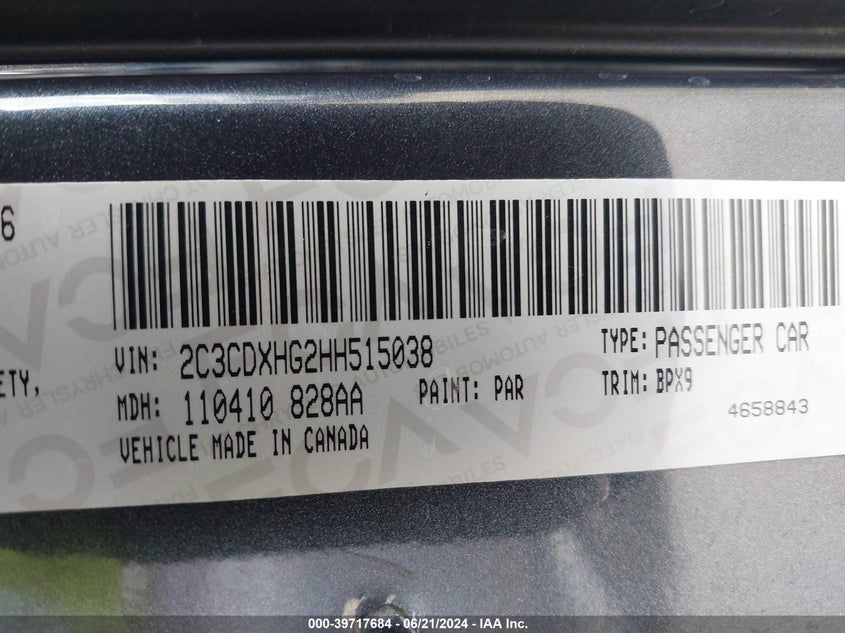 6
ETY,
VIN: 2C3CDXHG2HH515038 TYPE: PASSENGER CAR
MDH: 110410 828AA PAINT: PAR TRIM: BPX9
VEHICLE MADE IN CANADA 4658843
000-39717684 - 06/21/2024 - IAA Inc.